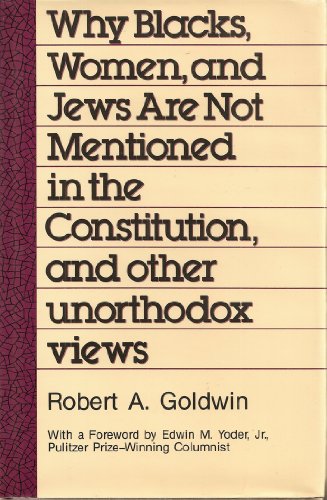 Why Blacks,
Women, and
Jews Are Not
Mentioned
in the
Constitution,
and other
unorthodox
views
Robert A. Goldwin
With a Foreword by Edwin M. Yoder, Jr.,
Pulitzer Prize–Winning Columnist